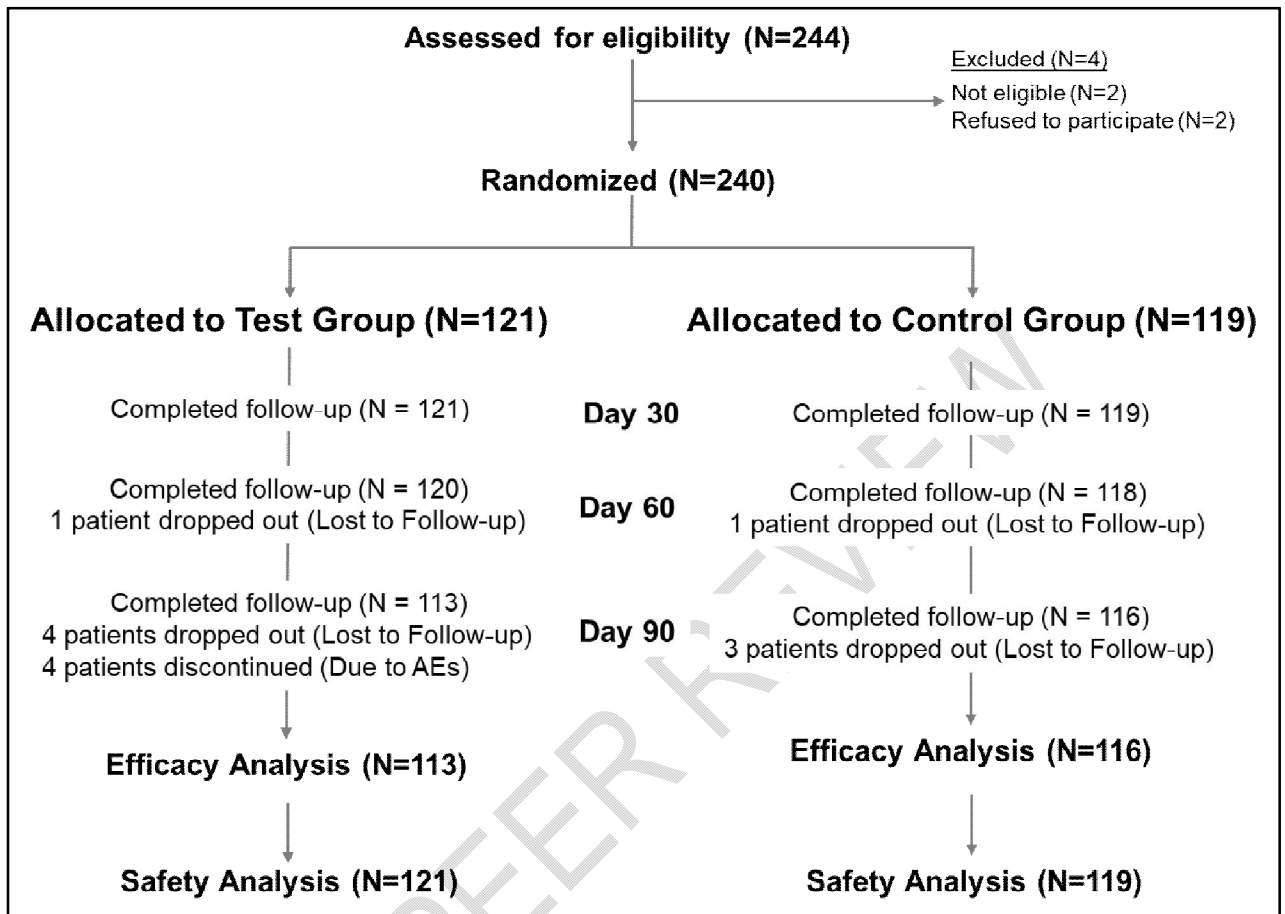 Assessed for eligibility (N=244)
Excluded (N=4)
Not eligible (N=2)
Refused to participate (N=2)
Randomized (N=240)
Allocated to Test Group (N=121)
Allocated to Control Group (N=119)
Completed follow-up (N = 121)
Day 30
Completed follow-up (N = 119)
Completed follow-up (N = 120)
1 patient dropped out (Lost to Follow-up)
Day 60
Completed follow-up (N = 118)
1 patient dropped out (Lost to Follow-up)
Completed follow-up (N = 113)
4 patients dropped out (Lost to Follow-up)
4 patients discontinued (Due to AEs)
Day 90
Completed follow-up (N = 116)
3 patients dropped out (Lost to Follow-up)
Efficacy Analysis (N=113)
Efficacy Analysis (N=116)
Safety Analysis (N=121)
Safety Analysis (N=119)
PEER REVIEW